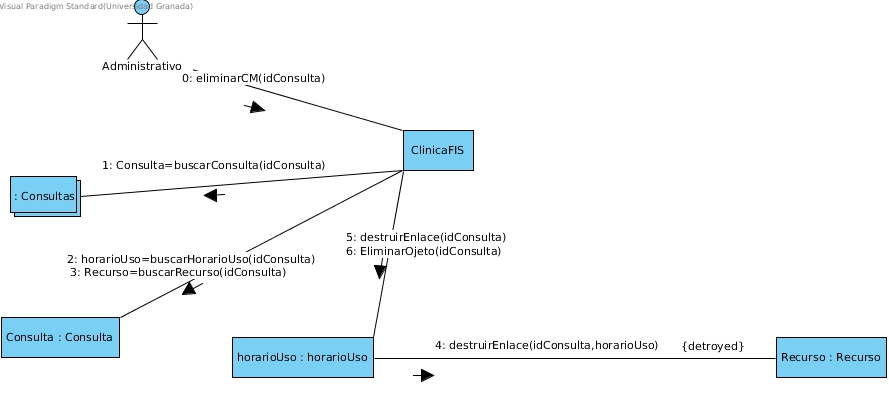 Visual Paradigm Standard(Universidad Granada)
Administrativo
0: eliminarCM(idConsulta)
ClinicaFIS
1: Consulta=buscarConsulta(idConsulta)
: Consultas
5: destruirEnlace(idConsulta)
6: EliminarOjeto(idConsulta)
2: horarioUso=buscarHorarioUso(idConsulta)
3: Recurso=buscarRecurso(idConsulta)
Consulta : Consulta
horarioUso : horarioUso
4: destruirEnlace(idConsulta,horarioUso)
{detroyed}
Recurso : Recurso